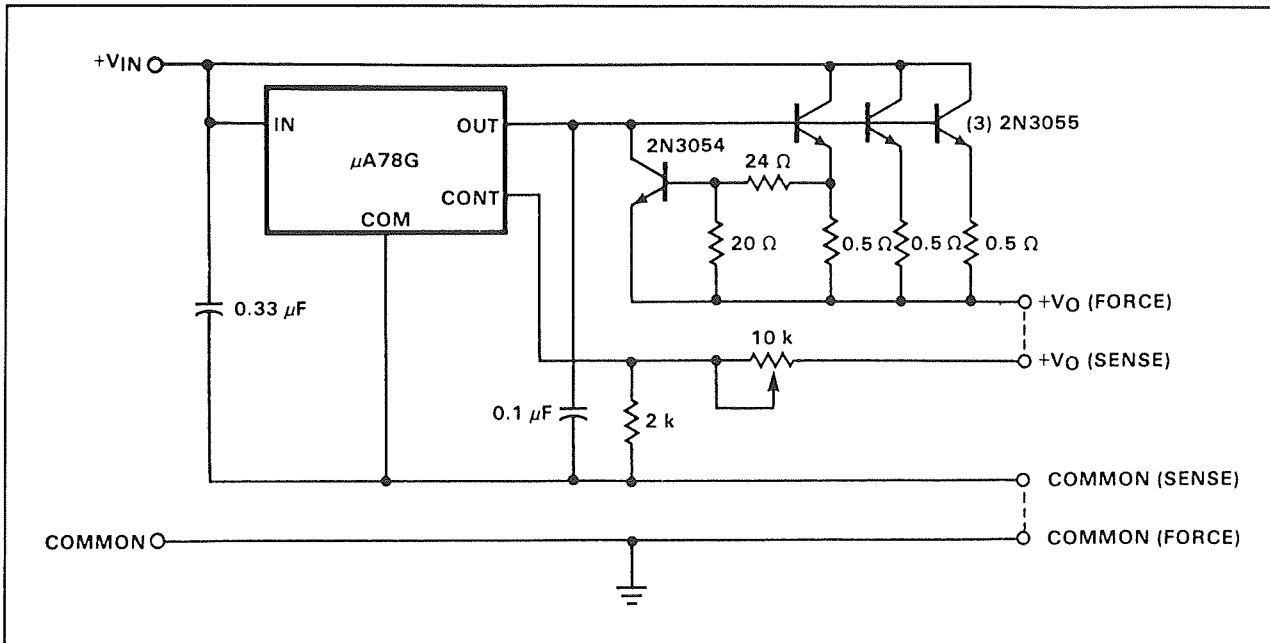 +VIN
IN
OUT
μA78G
CONT
COM
2N3054
(3) 2N3055
24 Ω
20 Ω
0.5 Ω
0.5 Ω
0.5 Ω
0.33 μF
+VO (FORCE)
10 k
+VO (SENSE)
0.1 μF
2 k
COMMON (SENSE)
COMMON
COMMON (FORCE)